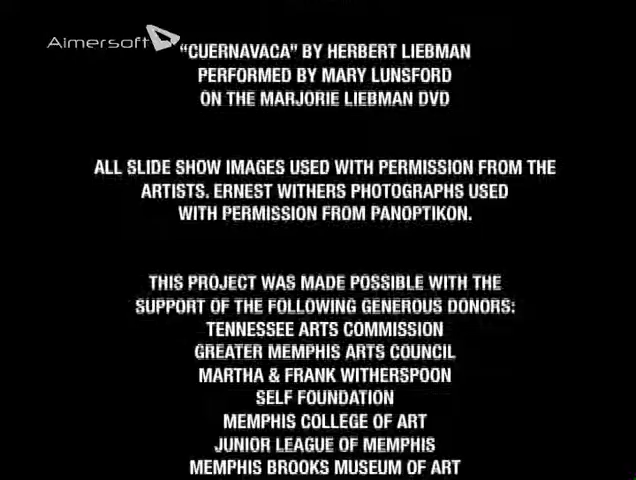 Aimersoft
"CUERNAVACA" BY HERBERT LIEBMAN
PERFORMED BY MARY LUNSFORD
ON THE MARJORIE LIEBMAN DVD
ALL SLIDE SHOW IMAGES USED WITH PERMISSION FROM THE
ARTISTS. ERNEST WITHERS PHOTOGRAPHS USED
WITH PERMISSION FROM PANOPTIKON.
THIS PROJECT WAS MADE POSSIBLE WITH THE
SUPPORT OF THE FOLLOWING GENEROUS DONORS:
TENNESSEE ARTS COMMISSION
GREATER MEMPHIS ARTS COUNCIL
MARTHA & FRANK WITHERSPOON
SELF FOUNDATION
MEMPHIS COLLEGE OF ART
JUNIOR LEAGUE OF MEMPHIS
MEMPHIS BROOKS MUSEUM OF ART